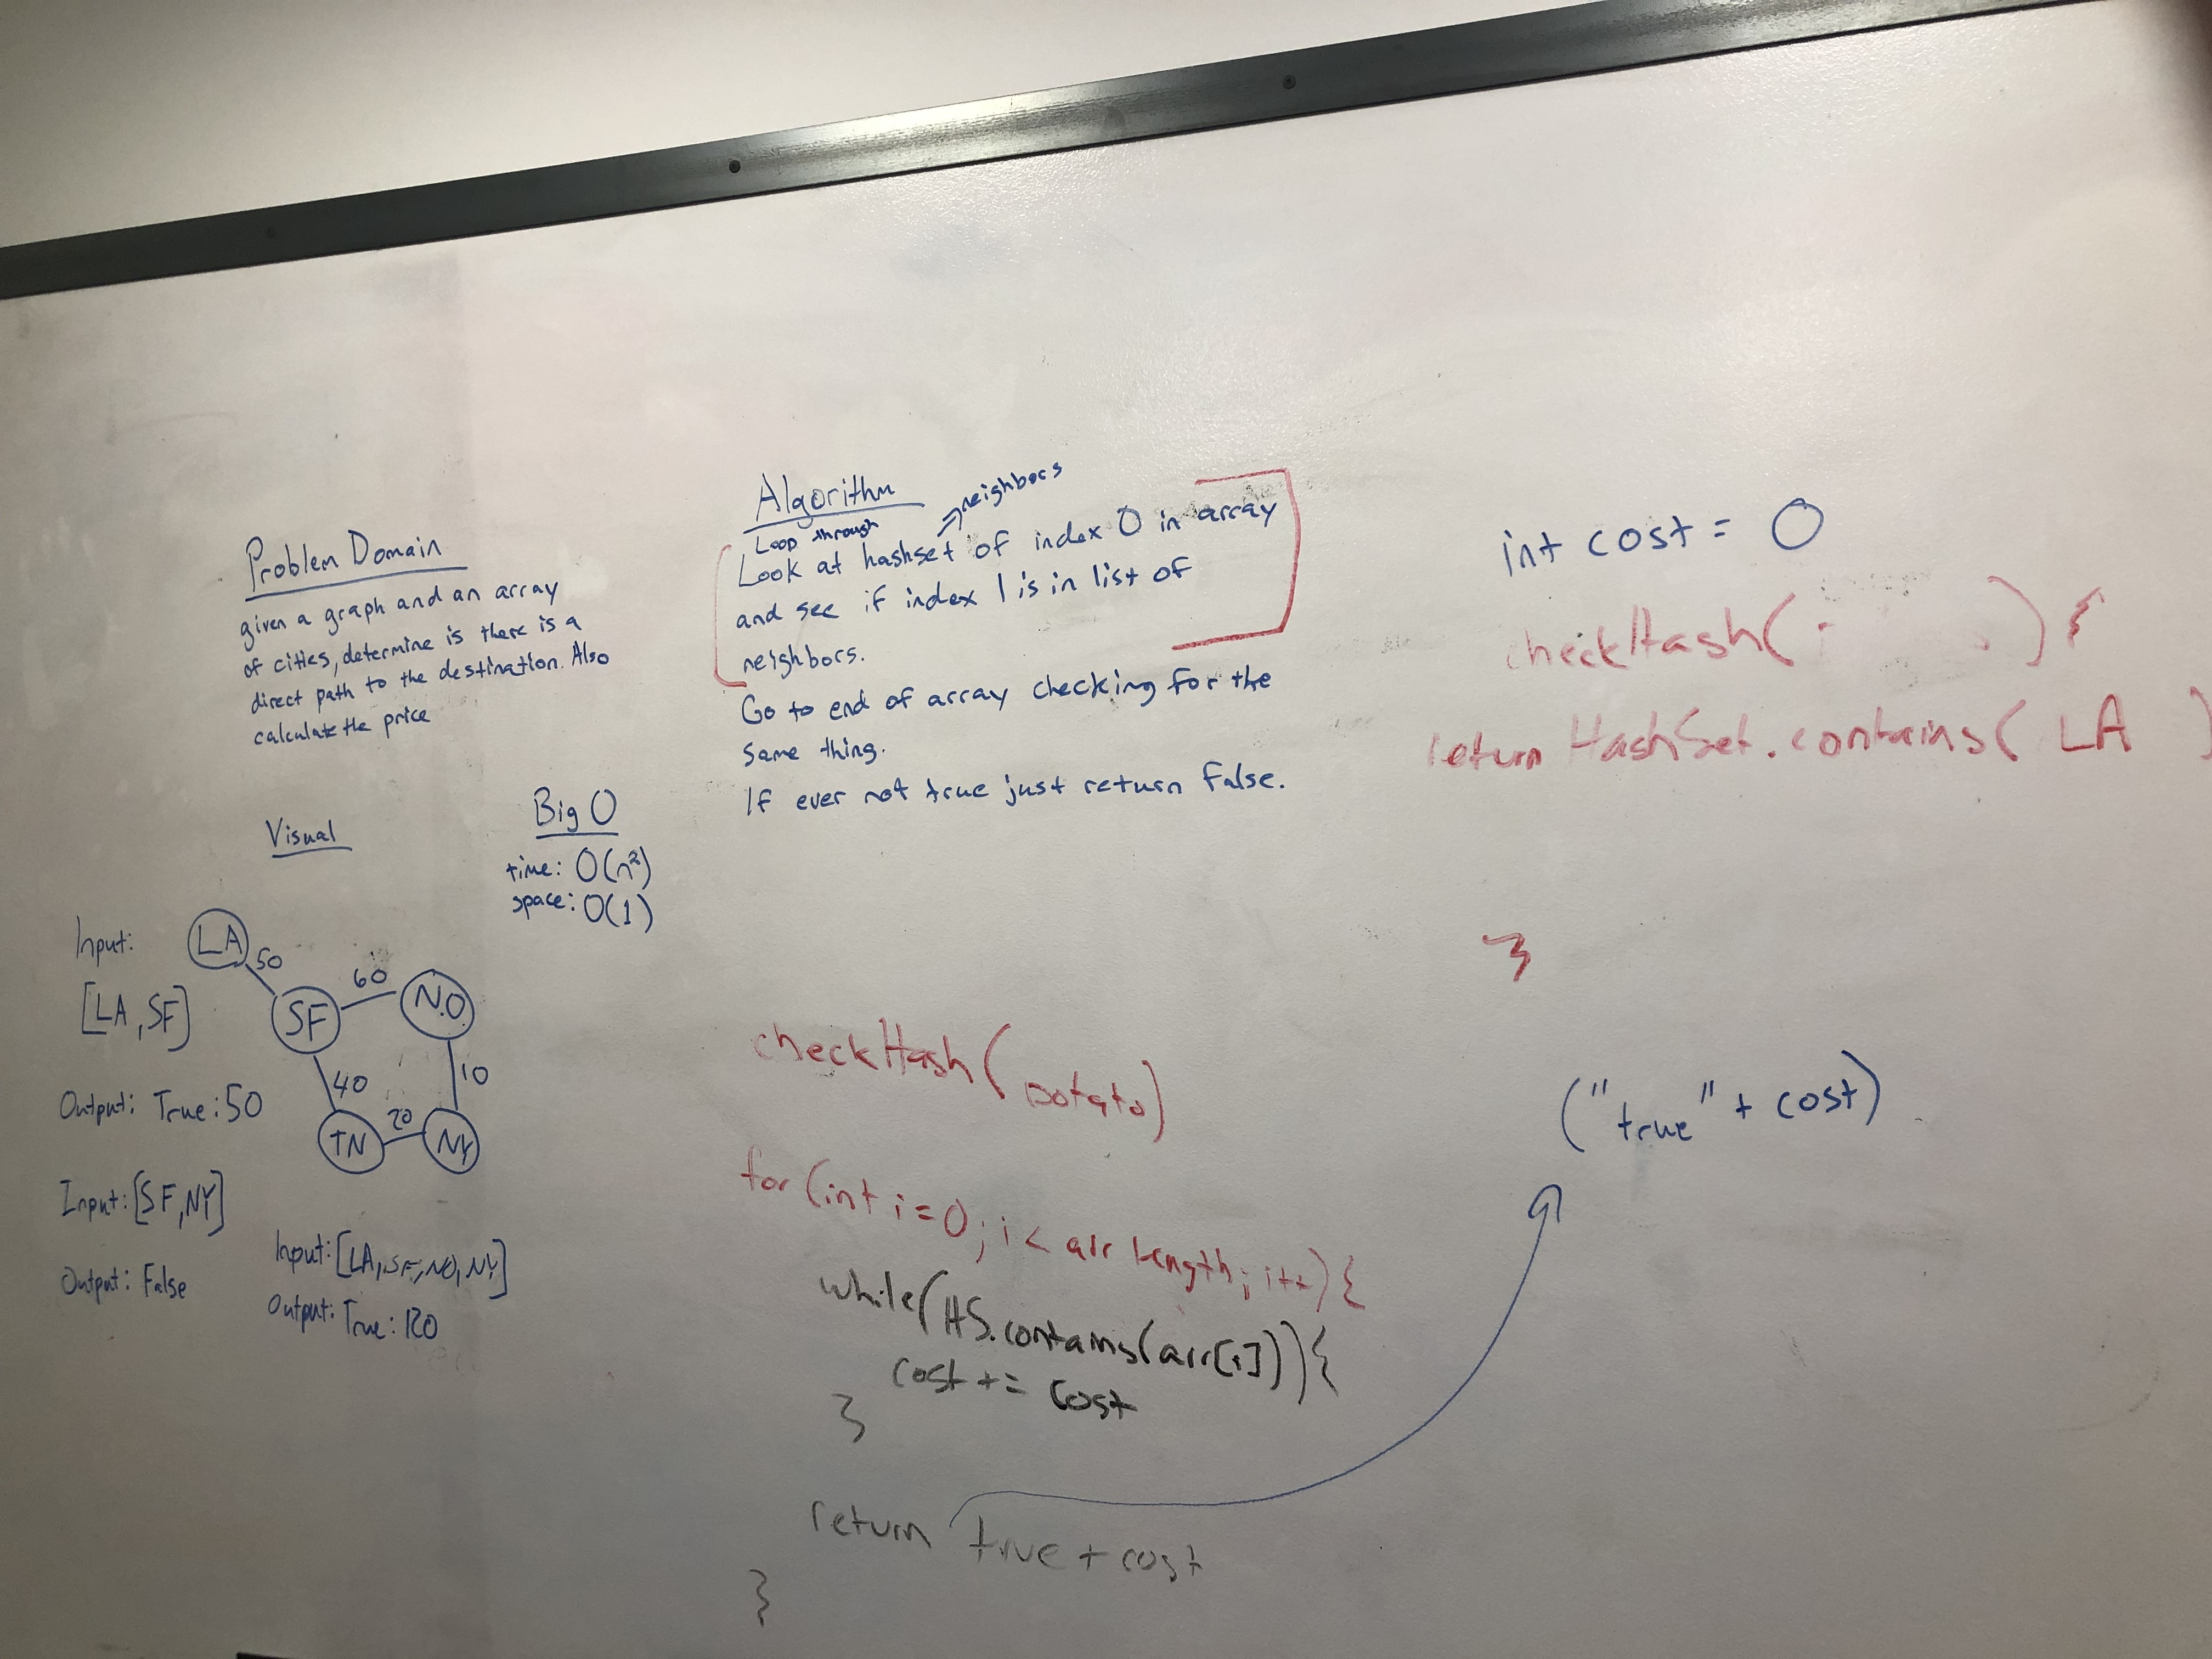 Problem Domain
given a graph and an array
of cities, determine is there is a
direct path to the destination. Also
calculate the price
Visual
Input:
[LA, SF]
Output: True: 50
LA
50
SF
60
N.O.
40
10
TN
20
NY
Input: [SF, NY]
Output: False
Input: [LA, SF, NO, NY]
Output: True: 120
Big O
time: O(n²)
space: O(1)
Algorithm
neighbors
Loop through
Look at hashset of index 0 in array
and see if index 1 is in list of
neighbors.
Go to end of array checking for the
same thing.
If ever not true just return False.
checkHash(potato)
for (int i=0; i < arr length; i++) {
while(HS.contains(arr[i])){
cost += cost
}
return true + cost
}
int cost = 0
checkHash( ) {
return HashSet.contains( LA )
}
("true" + cost)